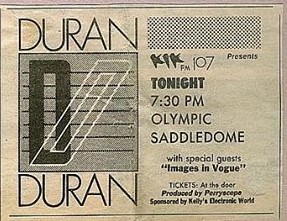 DURAN
DURAN
KIK FM 107
Presents
TONIGHT
7:30 PM
OLYMPIC
SADDLEDOME
with special guests
"Images in Vogue"
TICKETS: At the door
Produced by Perryscope
Sponsored by Kelly's Electronic World